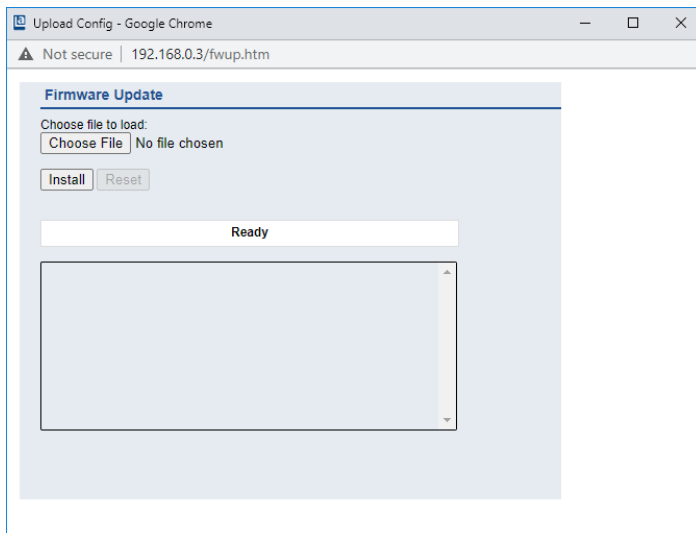 Upload Config - Google Chrome
Not secure | 192.168.0.3/fwup.htm
Firmware Update
Choose file to load:
Choose File No file chosen
Install Reset
Ready